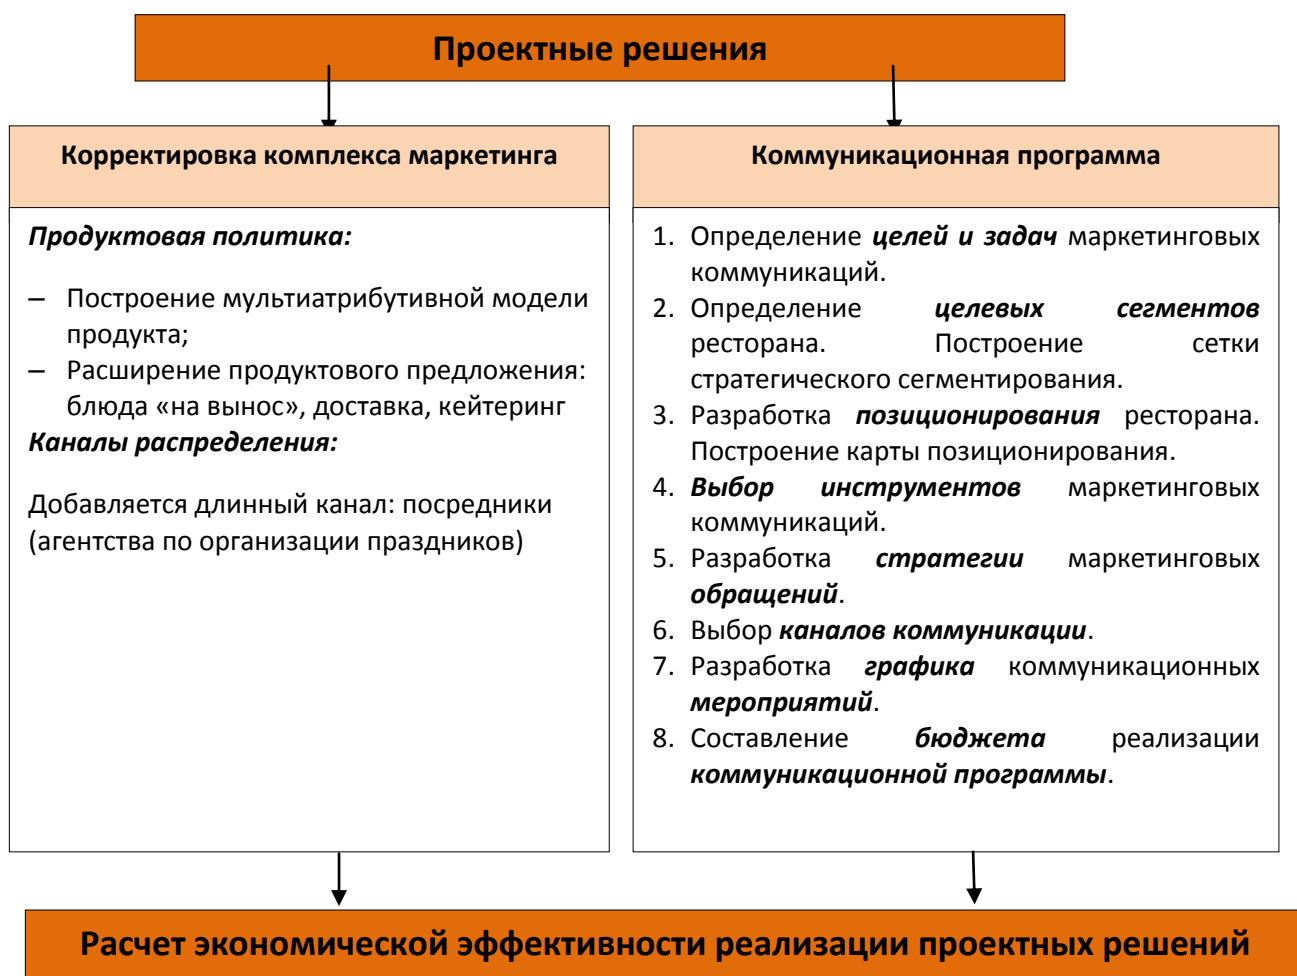 Проектные решения
Корректировка комплекса маркетинга
Продуктовая политика:
– Построение мультиатрибутивной модели
продукта;
– Расширение продуктового предложения:
блюда «на вынос», доставка, кейтеринг
Каналы распределения:
Добавляется длинный канал: посредники
(агентства по организации праздников)
Коммуникационная программа
1. Определение целей и задач маркетинговых
коммуникаций.
2. Определение целевых сегментов
ресторана. Построение сетки
стратегического сегментирования.
3. Разработка позиционирования ресторана.
Построение карты позиционирования.
4. Выбор инструментов маркетинговых
коммуникаций.
5. Разработка стратегии маркетинговых
обращений.
6. Выбор каналов коммуникации.
7. Разработка графика коммуникационных
мероприятий.
8. Составление бюджета реализации
коммуникационной программы.
Расчет экономической эффективности реализации проектных решений